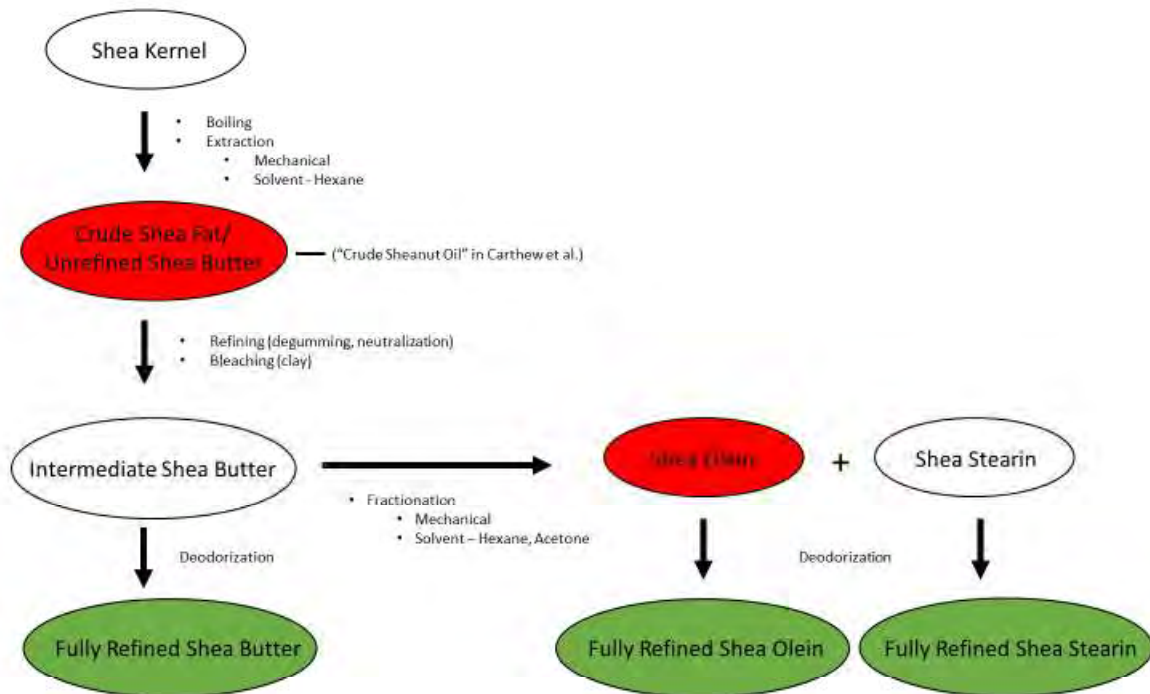 Shea Kernel
• Boiling
• Extraction
• Mechanical
• Solvent - Hexane
Crude Shea Fat/
Unrefined Shea Butter
("Crude Sheanut Oil" in Carthew et al.)
• Refining (degumming, neutralization)
• Bleaching (clay)
Intermediate Shea Butter
Shea Olein
+
Shea Stearin
• Fractionation
• Mechanical
• Solvent – Hexane, Acetone
Deodorization
Deodorization
Fully Refined Shea Butter
Fully Refined Shea Olein
Fully Refined Shea Stearin